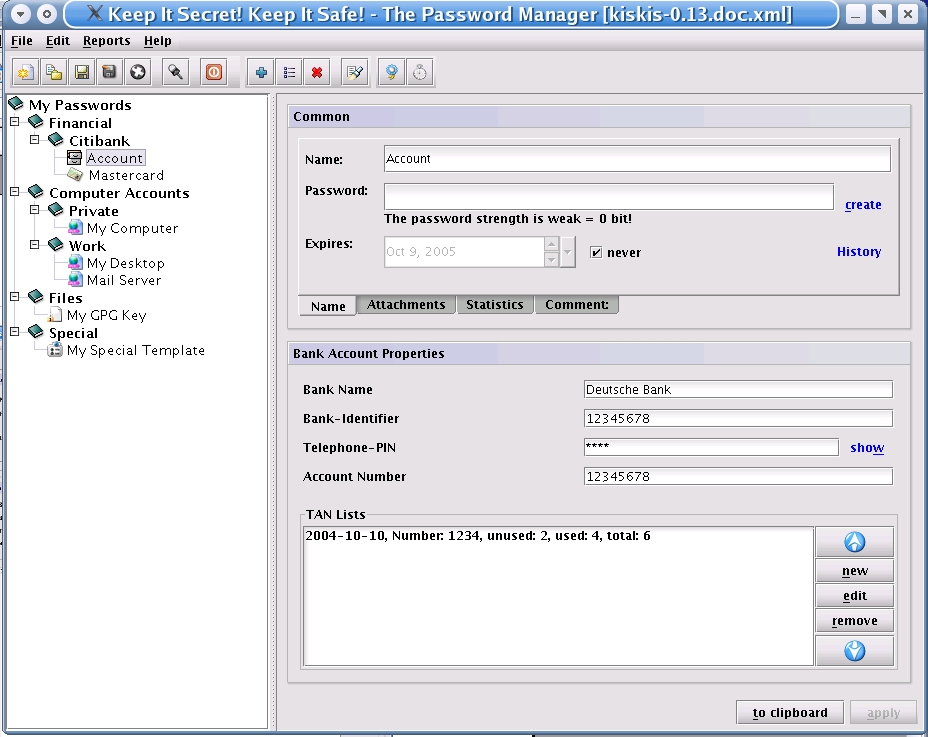 Keep It Secret! Keep It Safe! - The Password Manager [kiskis-0.13.doc.xml]
File Edit Reports Help
My Passwords
Financial
Citibank
Account
Mastercard
Computer Accounts
Private
My Computer
Work
My Desktop
Mail Server
Files
My GPG Key
Special
My Special Template
Common
Name: Account
Password: create
The password strength is weak = 0 bit!
Expires: Oct 9, 2005 never History
Name Attachments Statistics Comment:
Bank Account Properties
Bank Name Deutsche Bank
Bank-Identifier 12345678
Telephone-PIN **** show
Account Number 12345678
TAN Lists
2004-10-10, Number: 1234, unused: 2, used: 4, total: 6
new
edit
remove
to clipboard apply